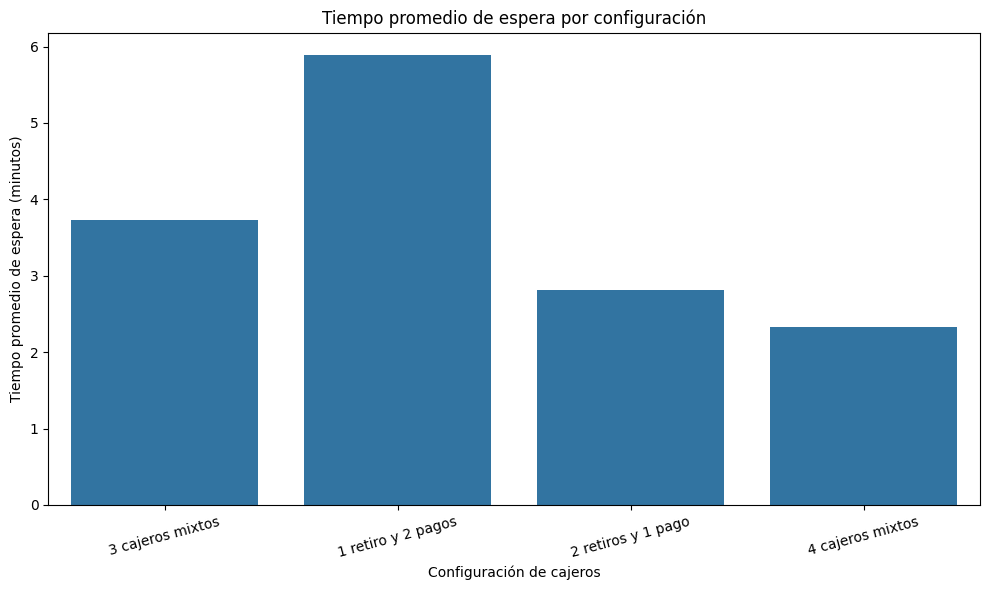 Tiempo promedio de espera por configuración
Tiempo promedio de espera (minutos)
6
5
4
3
2
1
0
3 cajeros mixtos
1 retiro y 2 pagos
2 retiros y 1 pago
4 cajeros mixtos
Configuración de cajeros